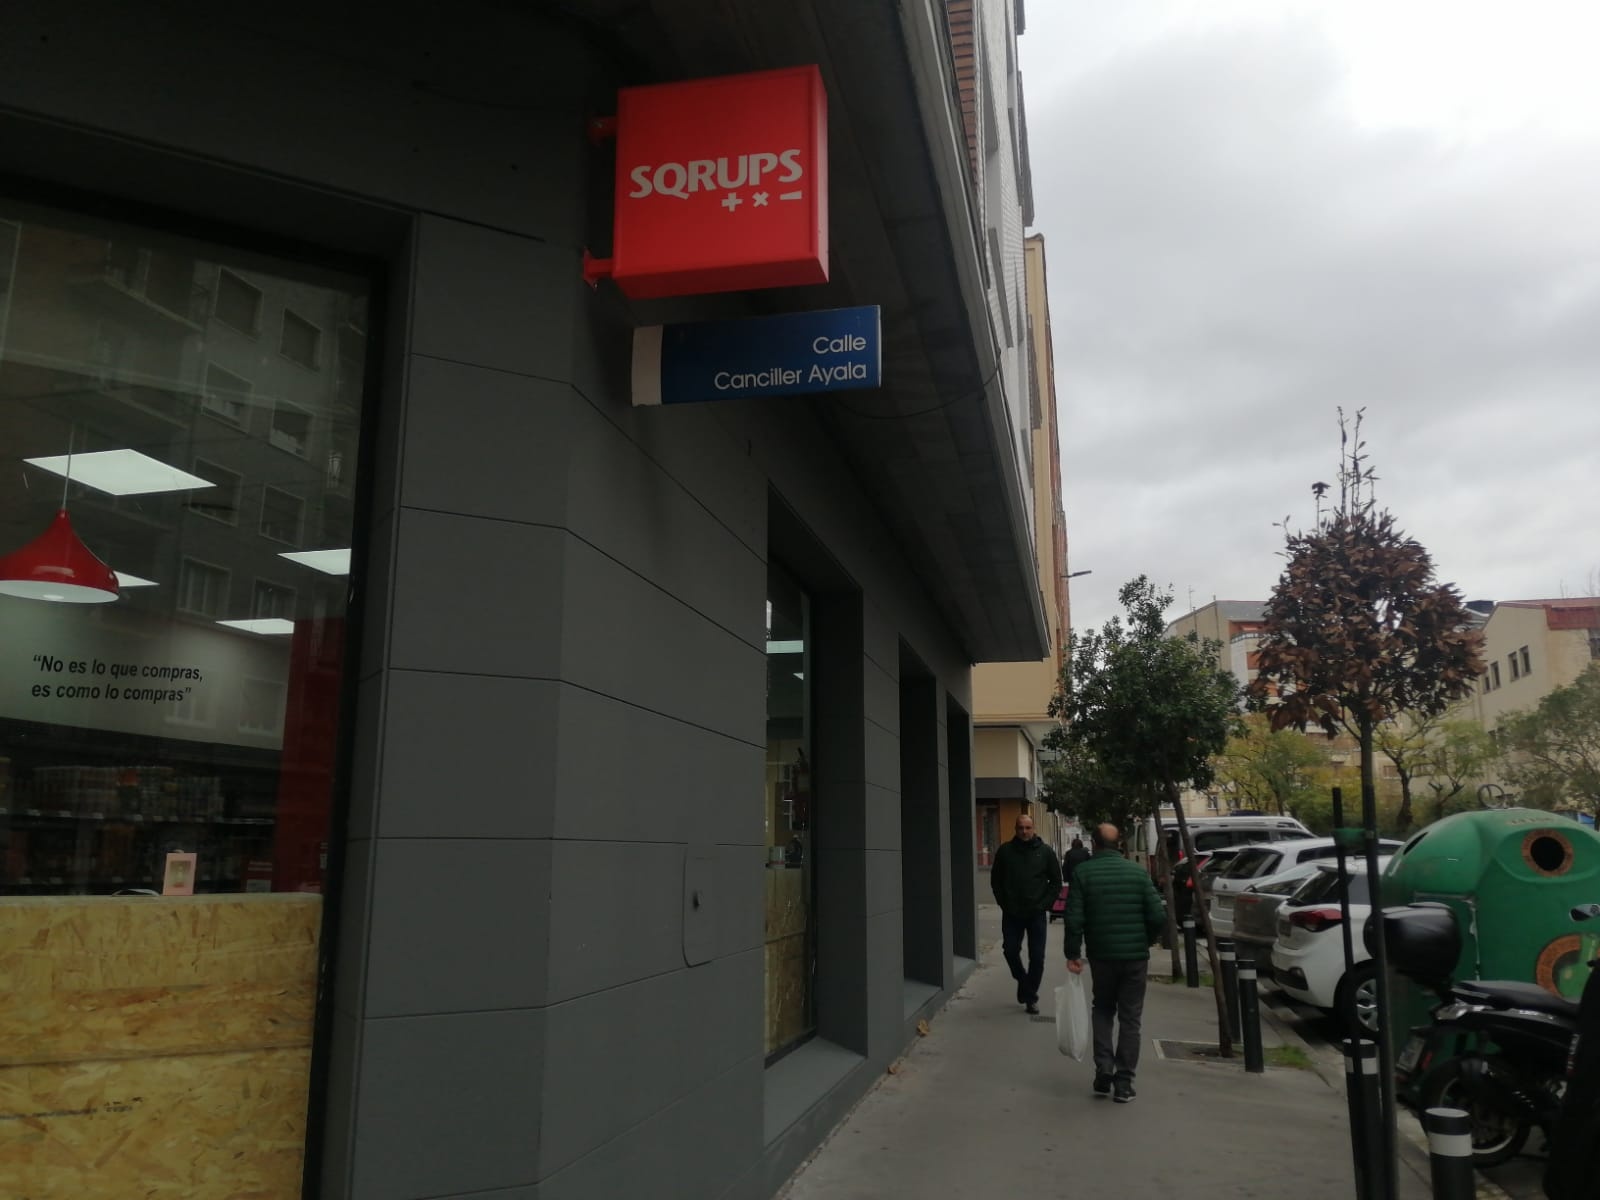 SQRUPS
+ × −
Calle
Canciller Ayala
“No es lo que compras,
es como lo compras”